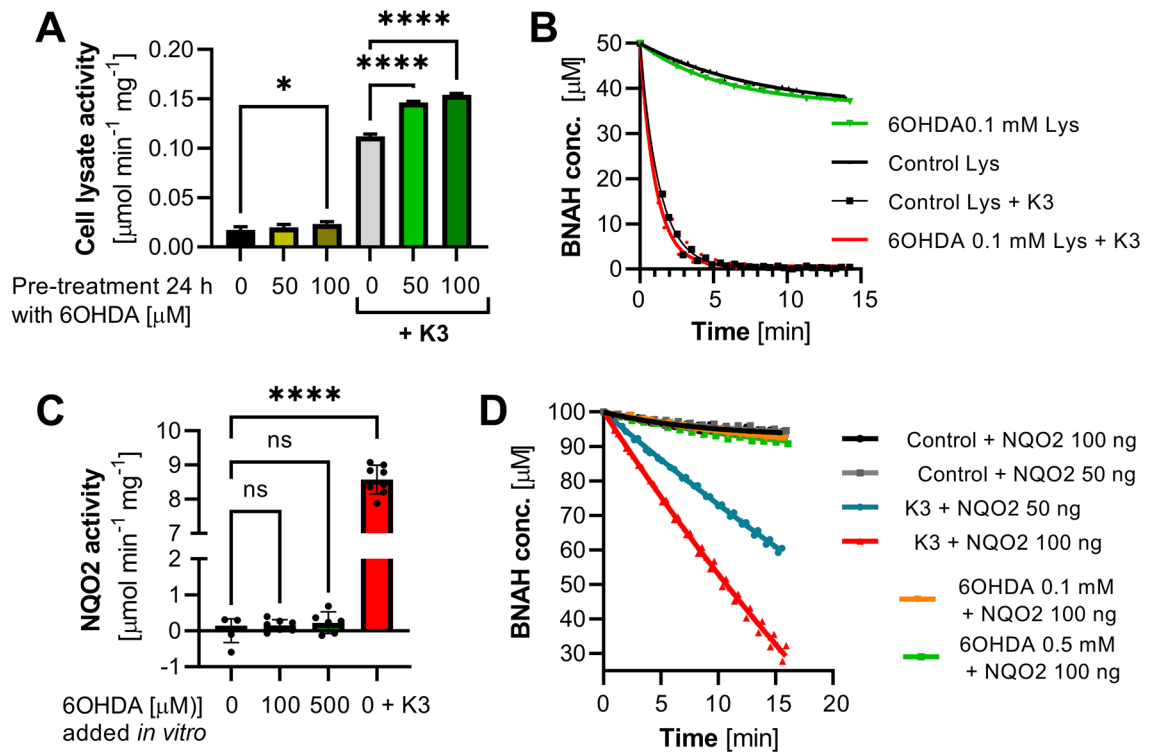 A
Cell lysate activity
[µmol min⁻¹ mg⁻¹]
0.20
0.15
0.10
0.05
0.00
*
****
****
Pre-treatment 24 h
with 6OHDA [µM]
0 50 100 0 50 100
+ K3
B
BNAH conc. [µM]
50
40
30
20
10
0
0 5 10 15
Time [min]
6OHDA0.1 mM Lys
Control Lys
Control Lys + K3
6OHDA 0.1 mM Lys + K3
C
NQO2 activity
[µmol min⁻¹ mg⁻¹]
10
9
8
7
2
1
0
-1
ns
ns
****
6OHDA [µM)]
added in vitro
0 100 500 0 + K3
D
BNAH conc. [µM]
100
90
80
70
60
50
40
30
0 5 10 15 20
Time [min]
Control + NQO2 100 ng
Control + NQO2 50 ng
K3 + NQO2 50 ng
K3 + NQO2 100 ng
6OHDA 0.1 mM
+ NQO2 100 ng
6OHDA 0.5 mM
+ NQO2 100 ng